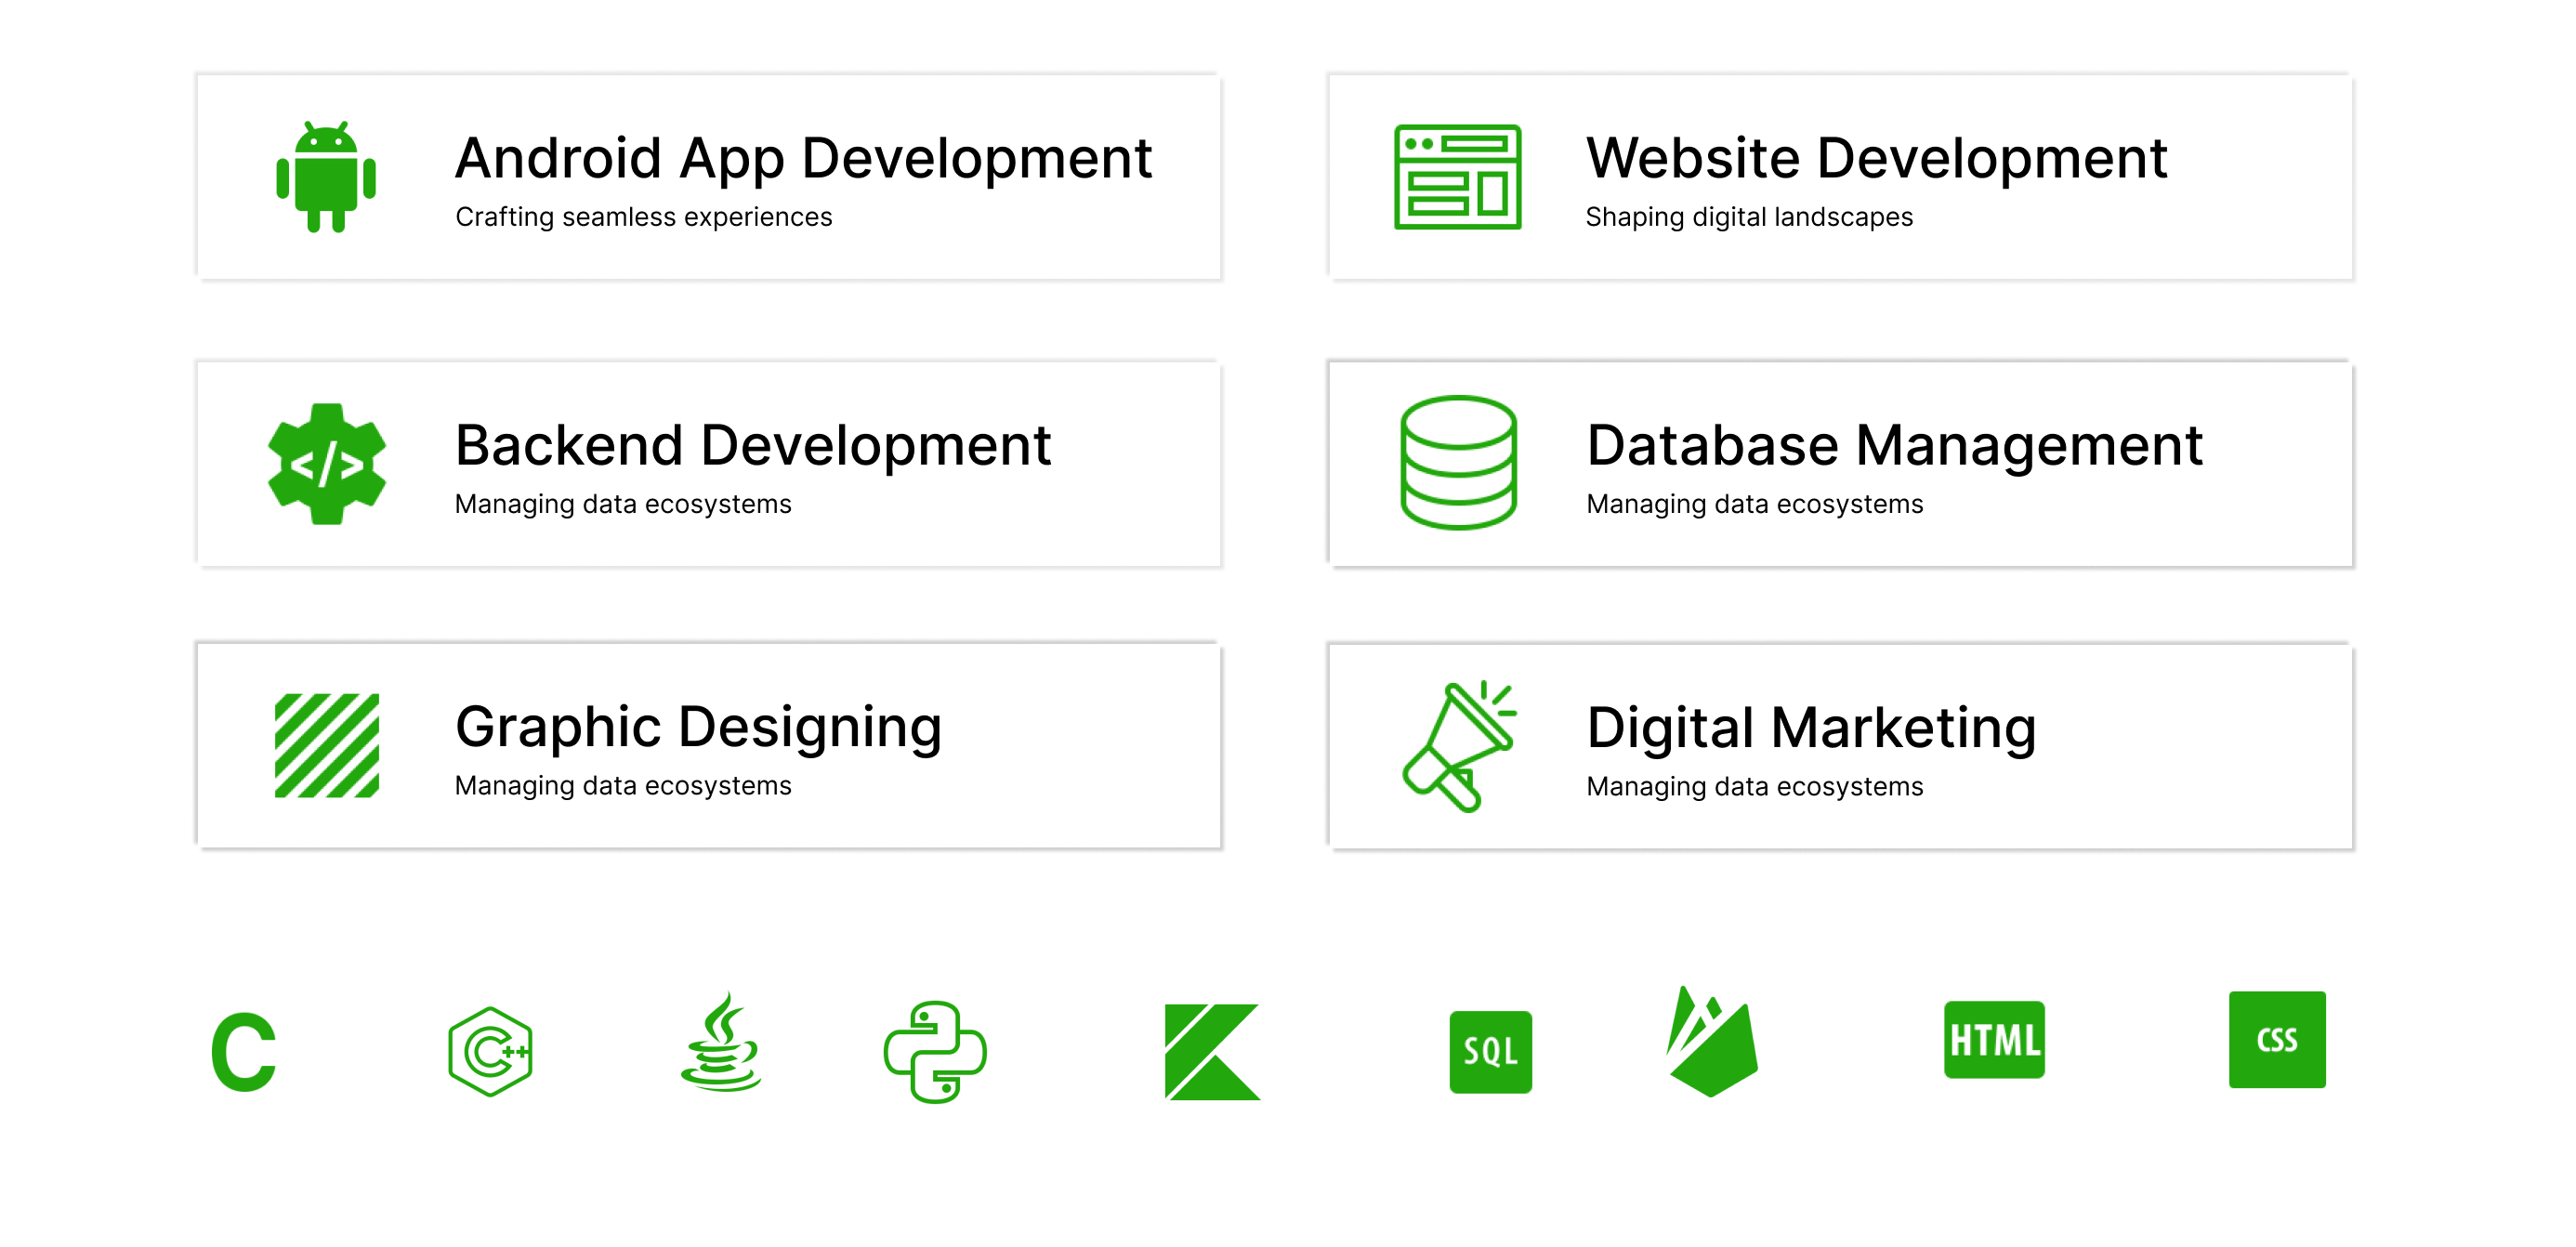 Android App Development
Crafting seamless experiences
Website Development
Shaping digital landscapes
</>
Backend Development
Managing data ecosystems
Database Management
Managing data ecosystems
Graphic Designing
Managing data ecosystems
Digital Marketing
Managing data ecosystems
C
C++
SQL
HTML
CSS